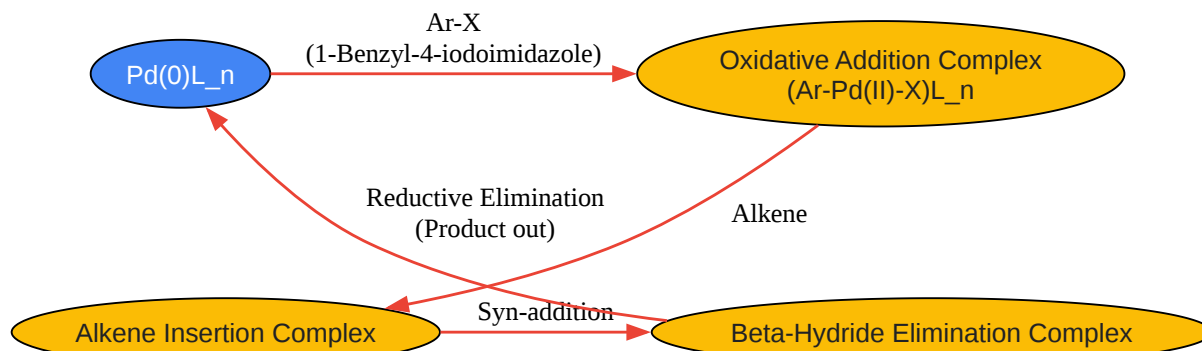 Ar-X
(1-Benzyl-4-iodoimidazole)
Pd(0)L_n
Oxidative Addition Complex
(Ar-Pd(II)-X)L_n
Reductive Elimination
(Product out)
Alkene
Syn-addition
Alkene Insertion Complex
Beta-Hydride Elimination Complex